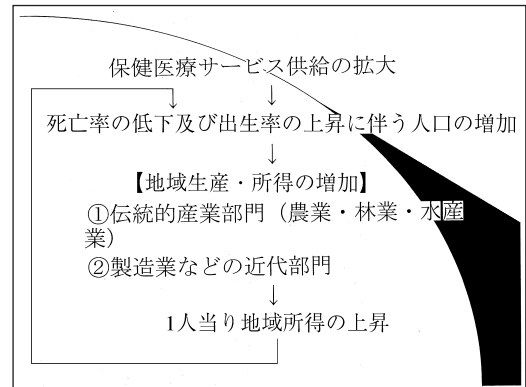 保健医療サービス供給の拡大
↓
死亡率の低下及び出生率の上昇に伴う人口の増加
↓
【地域生産・所得の増加】
①伝統的産業部門（農業・林業・水産
業）
②製造業などの近代部門
↓
1人当り地域所得の上昇